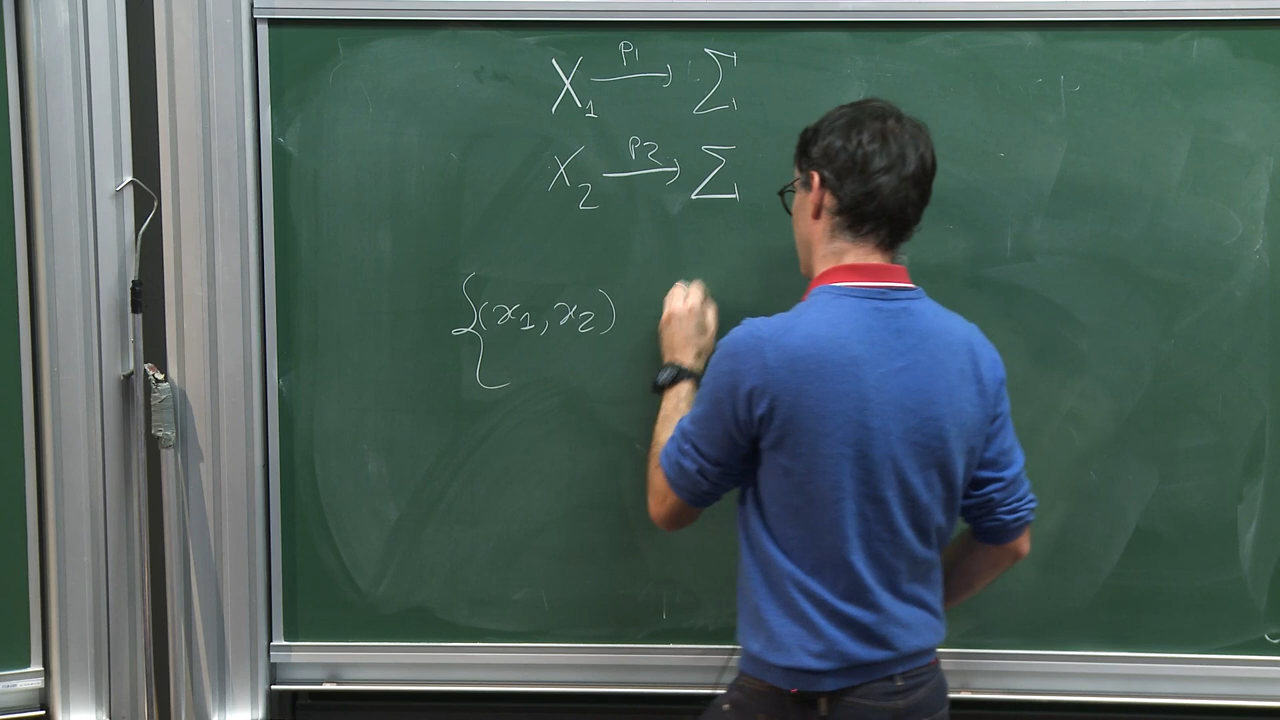 X₁ —p₁→ Σ
X₂ —p₂→ Σ
{(x₁, x₂)